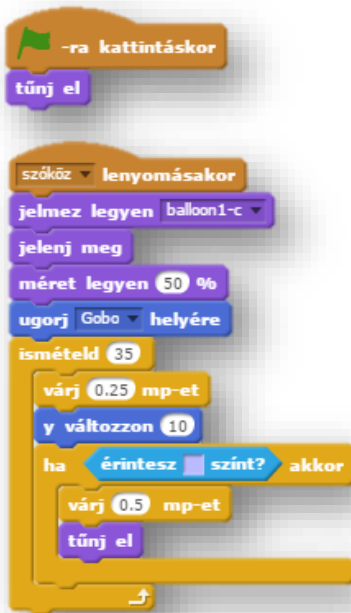 -ra kattintáskor
tűnj el
szóköz lenyomásakor
jelmez legyen balloon1-c
jelenj meg
méret legyen 50 %
ugorj Gobo helyére
ismételd 35
várj 0.25 mp-et
y változzon 10
ha érintesz színt? akkor
várj 0.5 mp-et
tűnj el